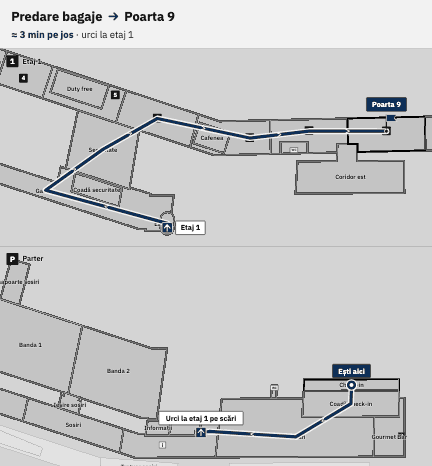 Predare bagaje → Poarta 9
≈ 3 min pe jos · urci la etaj 1
1 Etaj 1
4
Duty free
5
Poarta 9
Cafenea
Coridor est
Coadă securitate
Etaj 1
P Parter
Banda 1
Banda 2
Ești aici
Coadă check-in
Urci la etaj 1 pe scări
Sosiri
Informații
Gourmet Bar